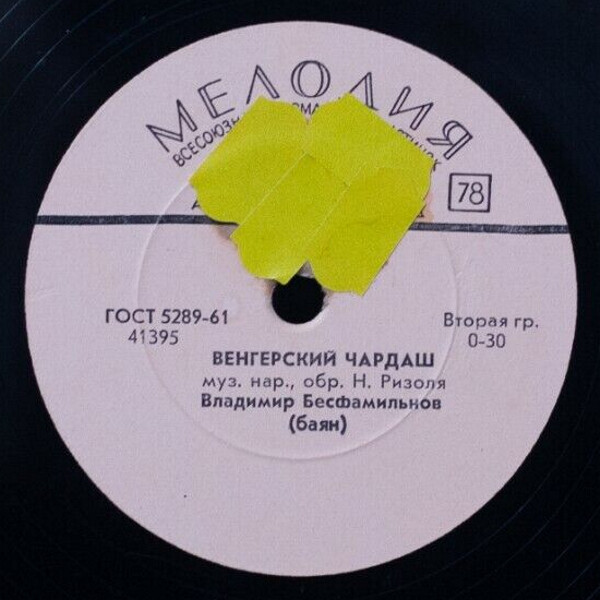 МЕЛОДИЯ
78
ГОСТ 5289-61
41395
Вторая гр.
0-30
ВЕНГЕРСКИЙ ЧАРДАШ
муз. нар., обр. Н. Ризоля
Владимир Бесфамильнов
(баян)